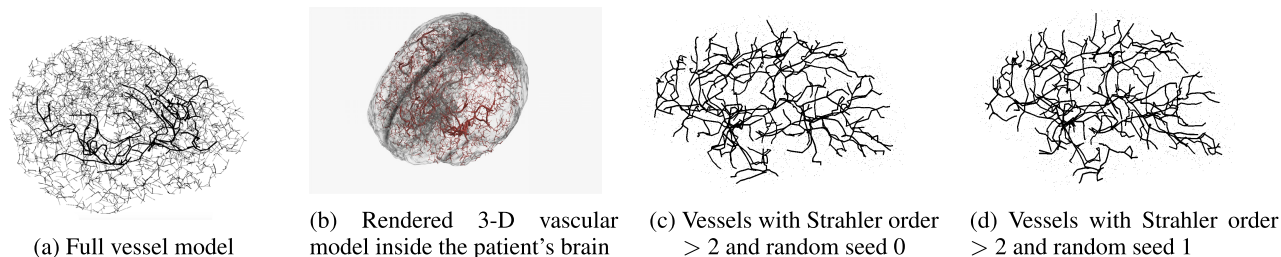 (a) Full vessel model
(b) Rendered 3-D vascular
model inside the patient's brain
(c) Vessels with Strahler order
> 2 and random seed 0
(d) Vessels with Strahler order
> 2 and random seed 1